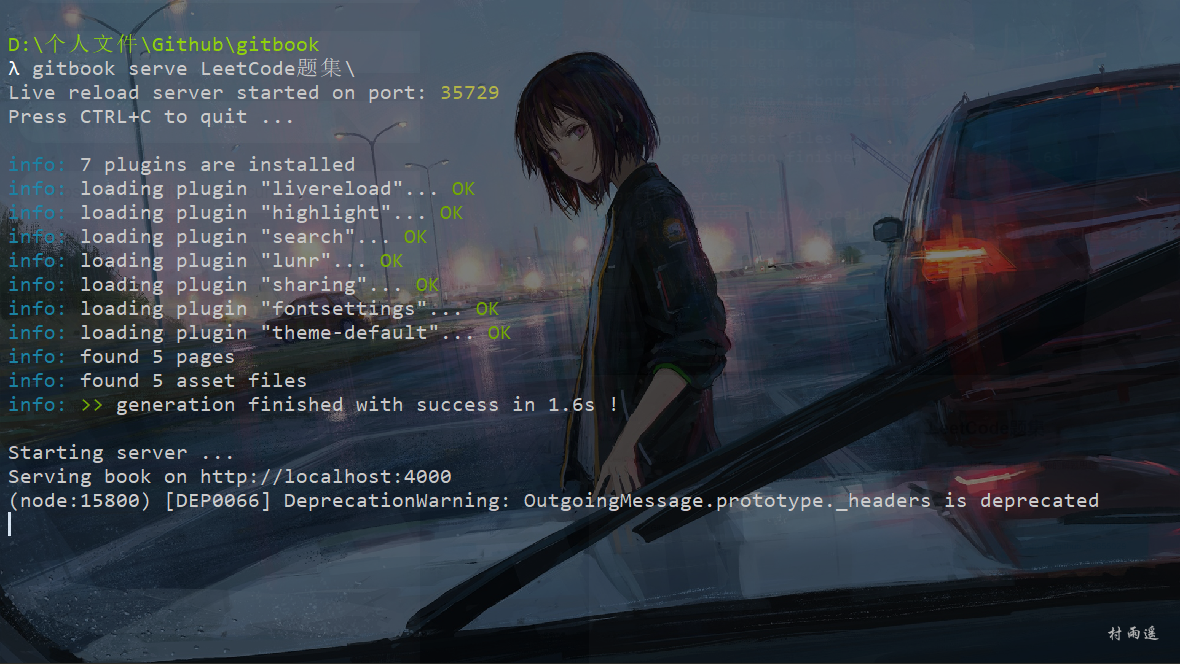 D:\个人文件\Github\gitbook
λ gitbook serve LeetCode题集\
Live reload server started on port: 35729
Press CTRL+C to quit ...
info: 7 plugins are installed
info: loading plugin "livereload"... OK
info: loading plugin "highlight"... OK
info: loading plugin "search"... OK
info: loading plugin "lunr"... OK
info: loading plugin "sharing"... OK
info: loading plugin "fontsettings"... OK
info: loading plugin "theme-default"... OK
info: found 5 pages
info: found 5 asset files
info: >> generation finished with success in 1.6s !
Starting server ...
Serving book on http://localhost:4000
(node:15800) [DEP0066] DeprecationWarning: OutgoingMessage.prototype._headers is deprecated
村雨遥